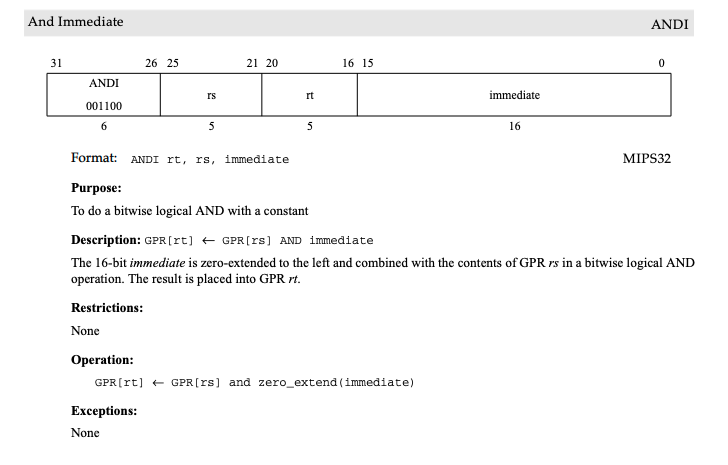 And Immediate ANDI
31 26 25 21 20 16 15 0
ANDI
001100
rs rt immediate
6 5 5 16
Format: ANDI rt, rs, immediate MIPS32
Purpose:
To do a bitwise logical AND with a constant
Description: GPR[rt] ← GPR[rs] AND immediate
The 16-bit immediate is zero-extended to the left and combined with the contents of GPR rs in a bitwise logical AND
operation. The result is placed into GPR rt.
Restrictions:
None
Operation:
GPR[rt] ← GPR[rs] and zero_extend(immediate)
Exceptions:
None